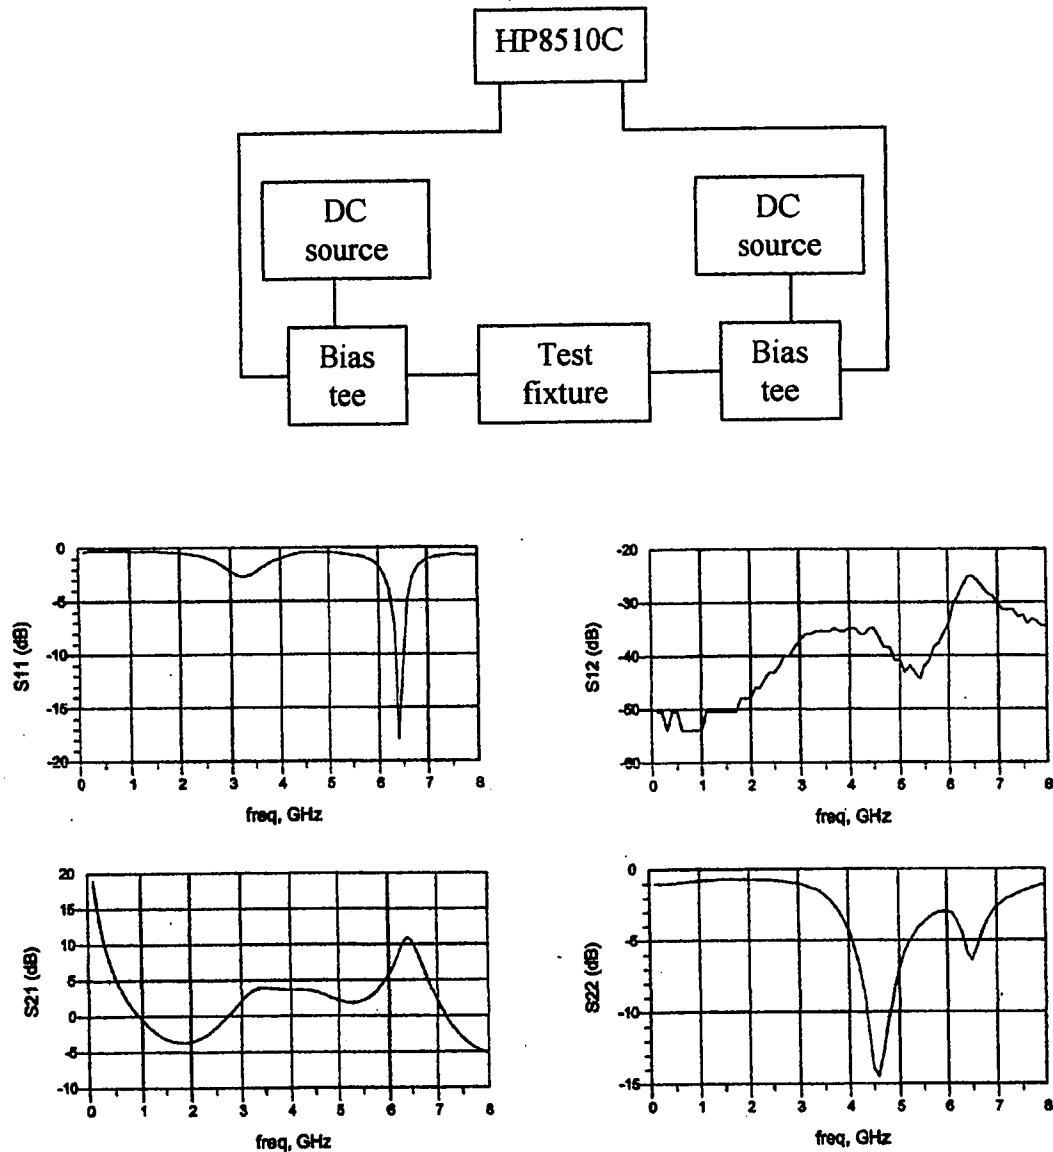 HP8510C
DC
source
DC
source
Bias
tee
Test
fixture
Bias
tee
S11 (dB)
0
-5
-10
-15
-20
0 1 2 3 4 5 6 7 8
freq, GHz
S12 (dB)
-20
-30
-40
-50
-60
0 1 2 3 4 5 6 7 8
freq, GHz
S21 (dB)
20
15
10
5
0
-5
-10
0 1 2 3 4 5 6 7 8
freq, GHz
S22 (dB)
0
-5
-10
-15
0 1 2 3 4 5 6 7 8
freq, GHz